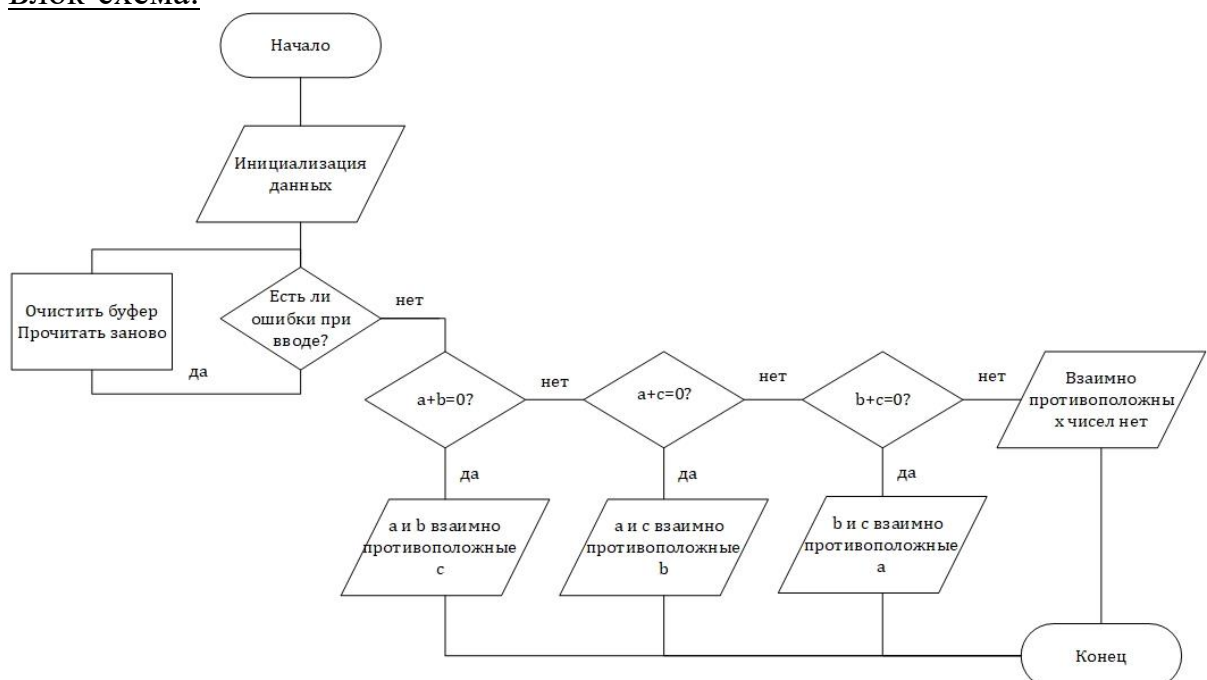 Блок-схема:
Начало
Инициализация
данных
Очистить буфер
Прочитать заново
Есть ли
ошибки при
вводе?
да
нет
a+b=0?
нет
a+c=0?
нет
b+c=0?
нет
Взаимно
противоположны
х чисел нет
да
да
да
a и b взаимно
противоположные
c
a и c взаимно
противоположные
b
b и c взаимно
противоположные
a
Конец